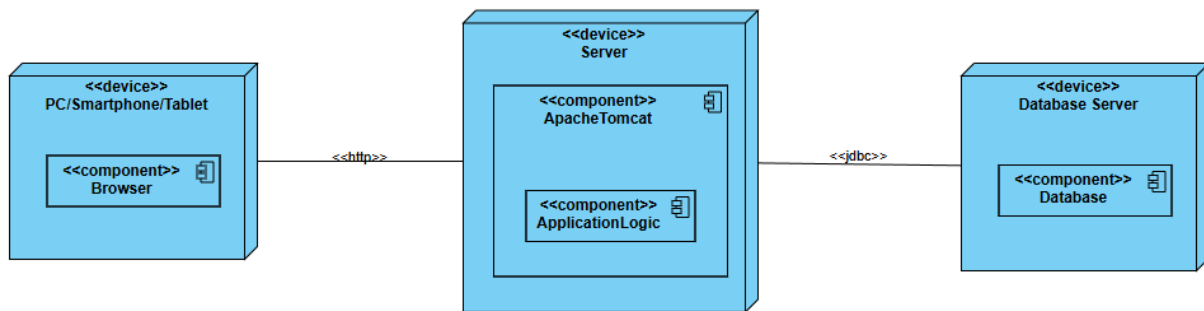 <<device>>
PC/Smartphone/Tablet
<<component>>
Browser
<<http>>
<<device>>
Server
<<component>>
ApacheTomcat
<<component>>
ApplicationLogic
<<jdbc>>
<<device>>
Database Server
<<component>>
Database